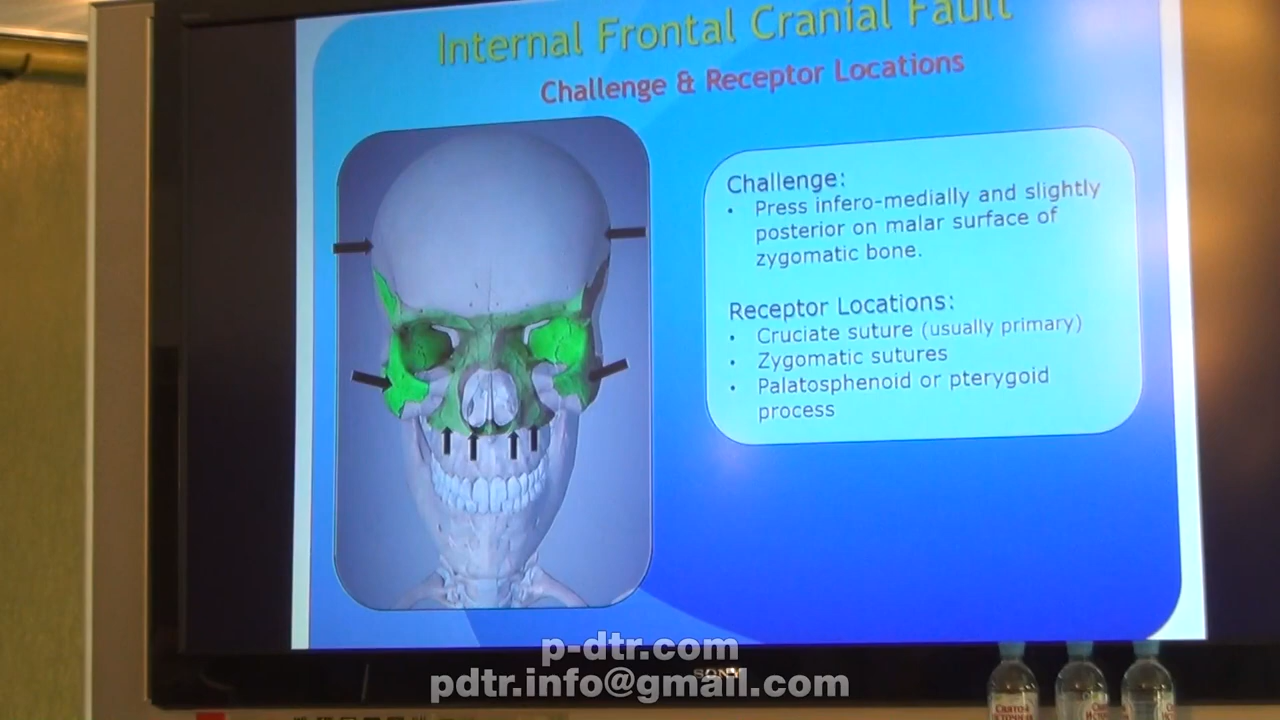 Internal Frontal Cranial Fault
Challenge & Receptor Locations
Challenge:
• Press infero-medially and slightly
posterior on malar surface of
zygomatic bone.
Receptor Locations:
• Cruciate suture (usually primary)
• Zygomatic sutures
• Palatosphenoid or pterygoid
process
p-dtr.com
SONY
pdtr.info@gmail.com